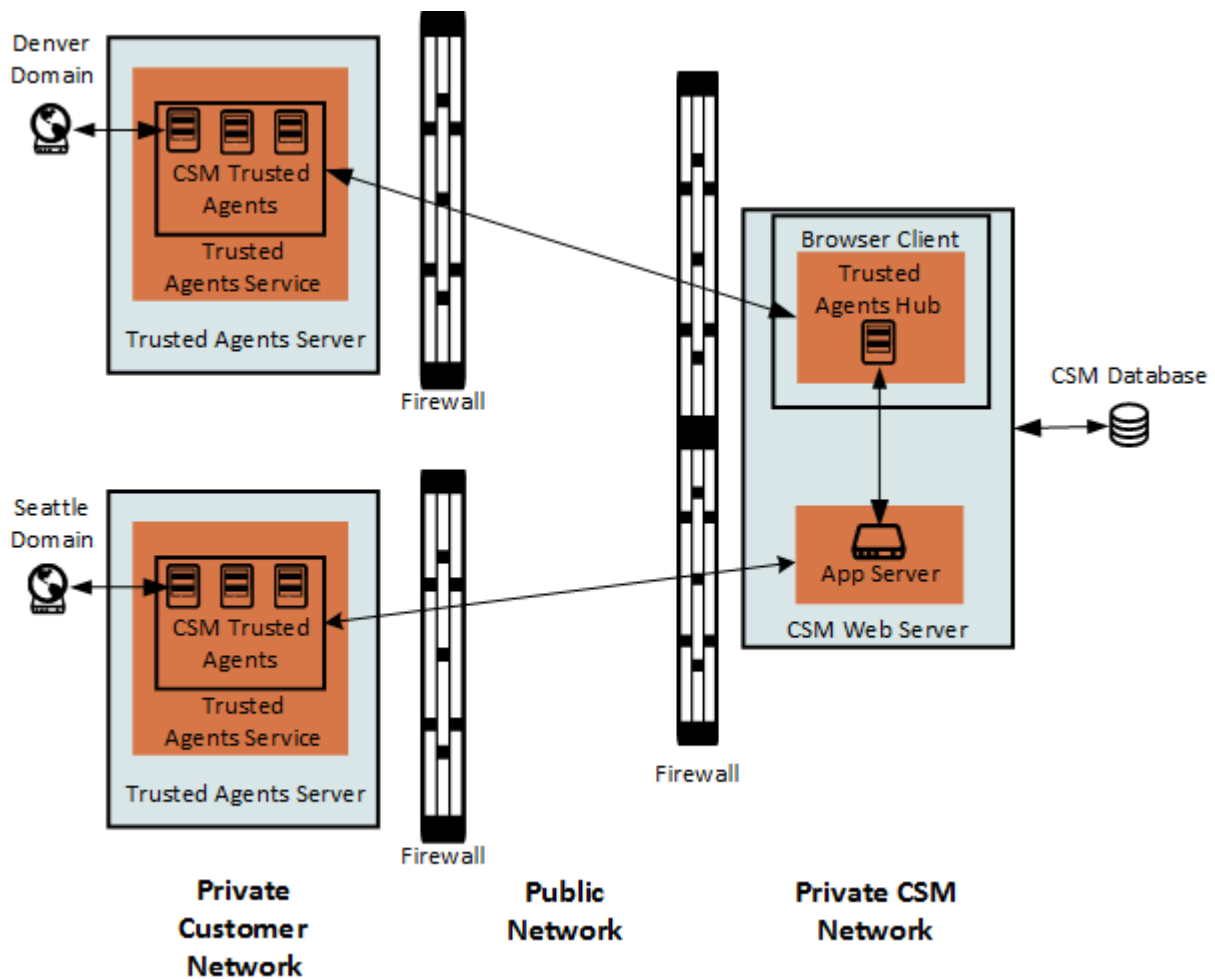 Denver
Domain
CSM Trusted
Agents
Trusted
Agents Service
Trusted Agents Server
Firewall
Seattle
Domain
CSM Trusted
Agents
Trusted
Agents Service
Trusted Agents Server
Firewall
Firewall
Browser Client
Trusted
Agents Hub
App Server
CSM Web Server
CSM Database
Private
Customer
Network
Public
Network
Private CSM
Network